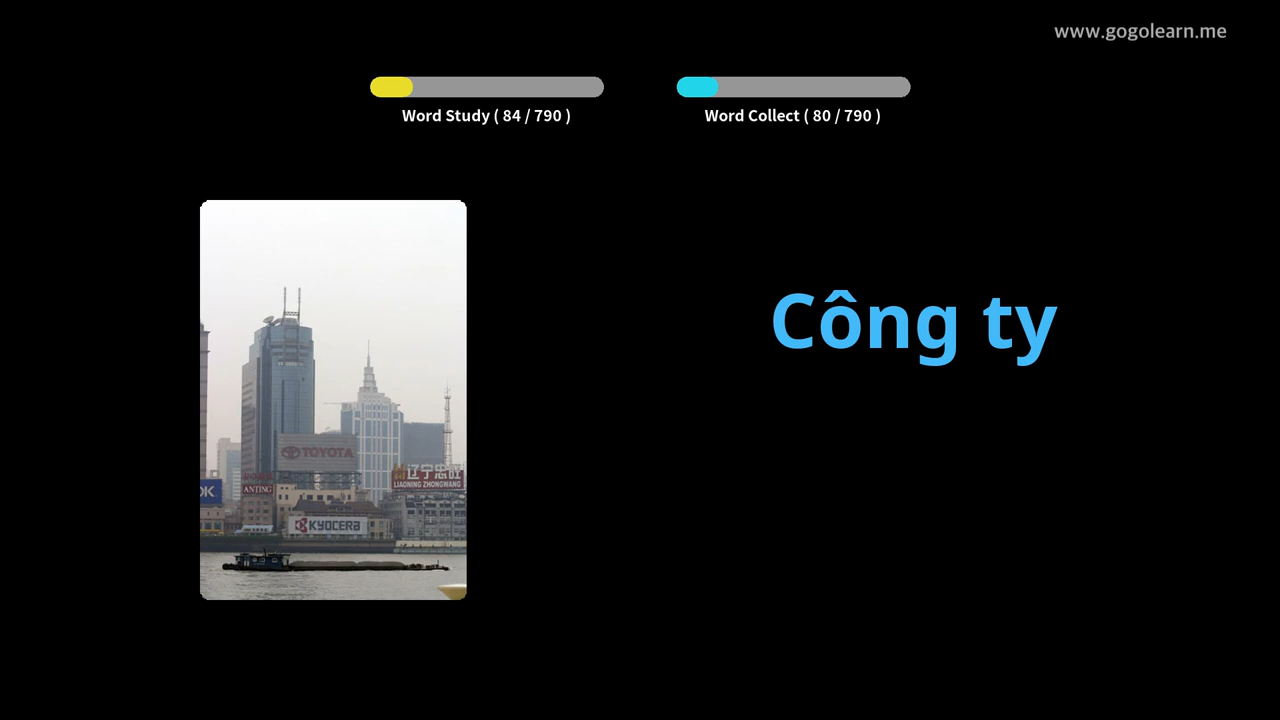 www.gogolearn.me
Word Study ( 84 / 790 )
Word Collect ( 80 / 790 )
Công ty
TOYOTA
辽宁忠旺
LIAONING ZHONGWANG
ANTING
OK
KYOCERA